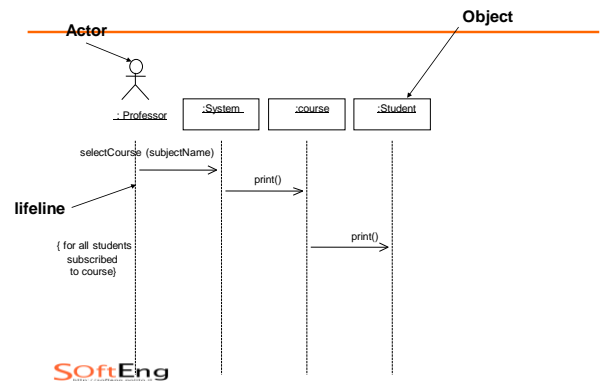 Object
Actor
: Professor
:System
:course
:Student
selectCourse (subjectName)
print()
lifeline
print()
{ for all students
subscribed
to course}
SOftEng